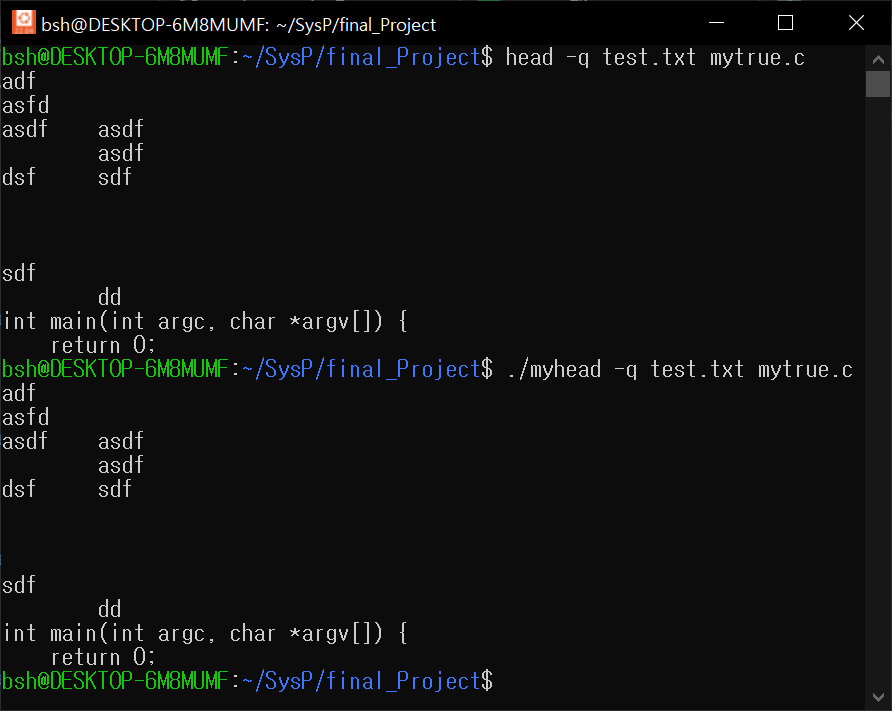 bsh@DESKTOP-6M8MUMF: ~/SysP/final_Project
bsh@DESKTOP-6M8MUMF:~/SysP/final_Project$ head -q test.txt mytrue.c
adf
asfd
asdf    asdf
        asdf
dsf     sdf
sdf
        dd
int main(int argc, char *argv[]) {
    return 0;
bsh@DESKTOP-6M8MUMF:~/SysP/final_Project$ ./myhead -q test.txt mytrue.c
adf
asfd
asdf    asdf
        asdf
dsf     sdf
sdf
        dd
int main(int argc, char *argv[]) {
    return 0;
bsh@DESKTOP-6M8MUMF:~/SysP/final_Project$